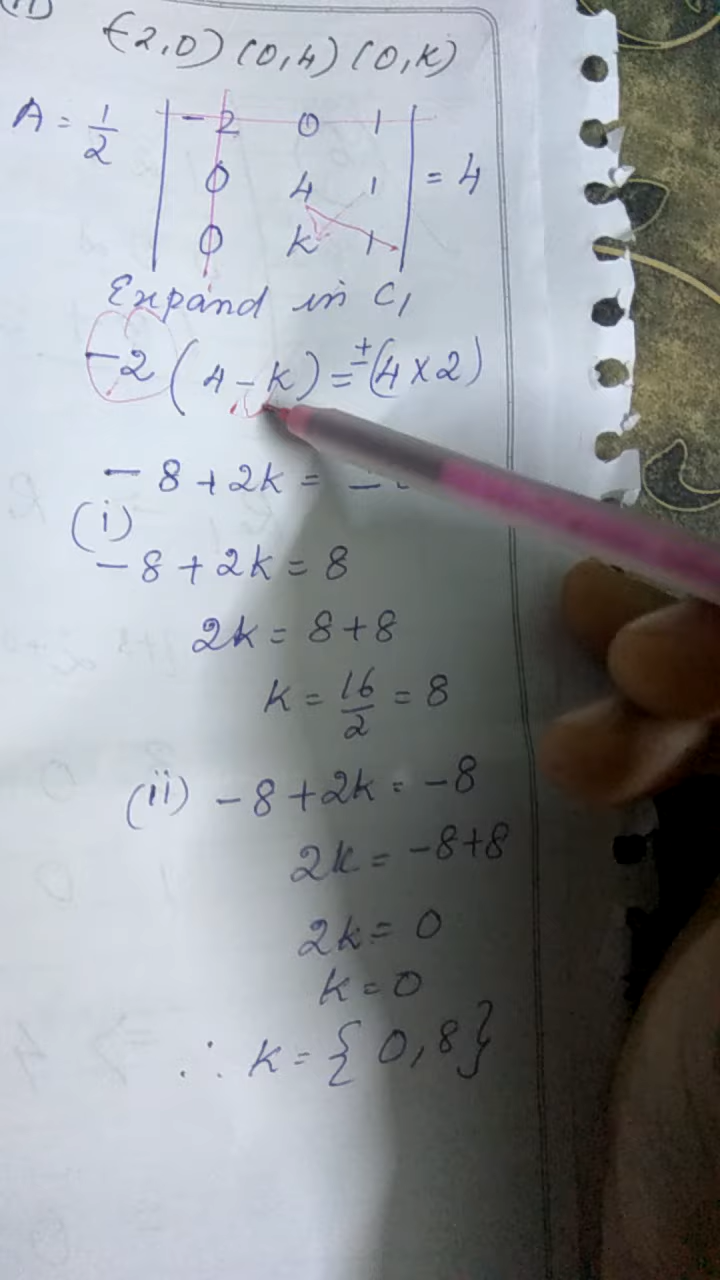 (-2,0) (0,4) (0,K)
A = 1/2 | -2 0 1 |
| 0 4 1 | = 4
| 0 K 1 |
Expand in C1
-2 (4-K) = ±(4×2)
-8+2K =
(i)
-8+2K = 8
2K = 8+8
K = 16/2 = 8
(ii) -8+2K = -8
2K = -8+8
2K = 0
K = 0
∴ K = {0,8}